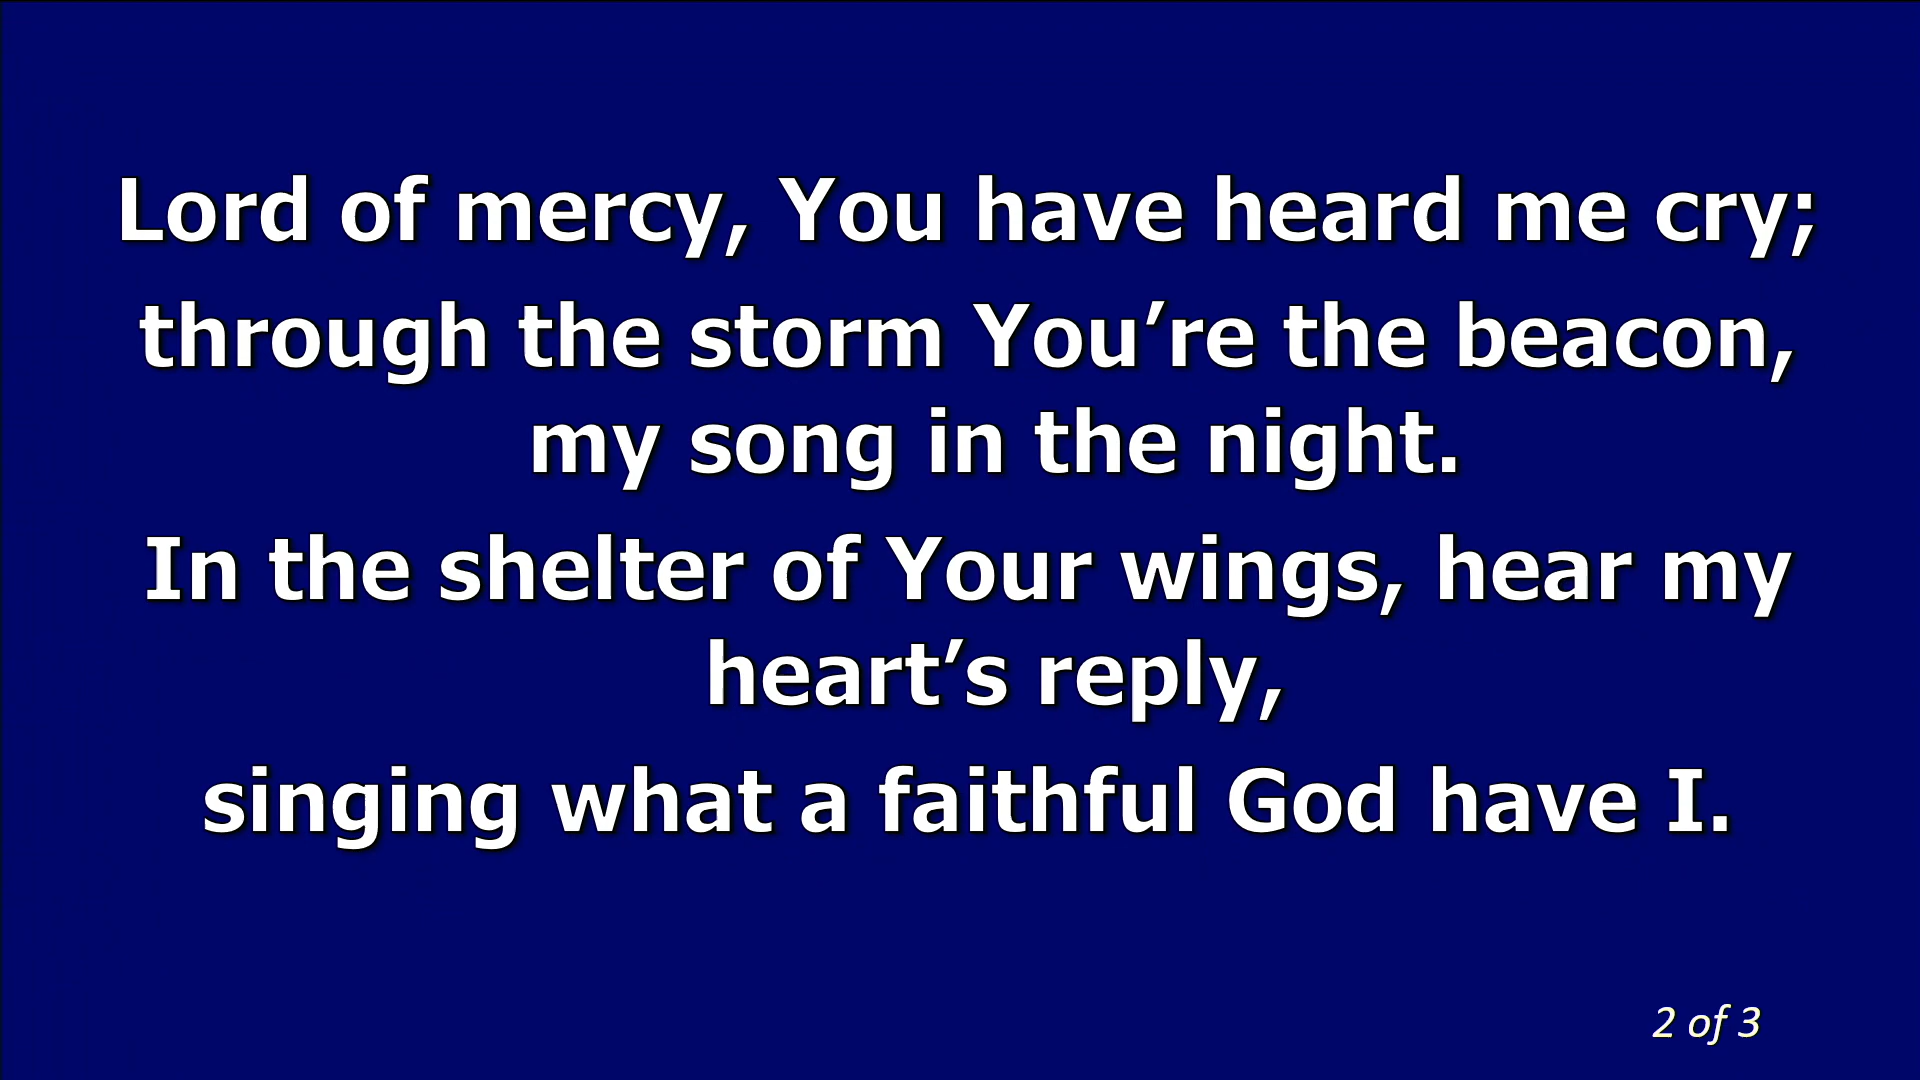 Lord of mercy, You have heard me cry;
through the storm You’re the beacon,
my song in the night.
In the shelter of Your wings, hear my
heart’s reply,
singing what a faithful God have I.
2 of 3